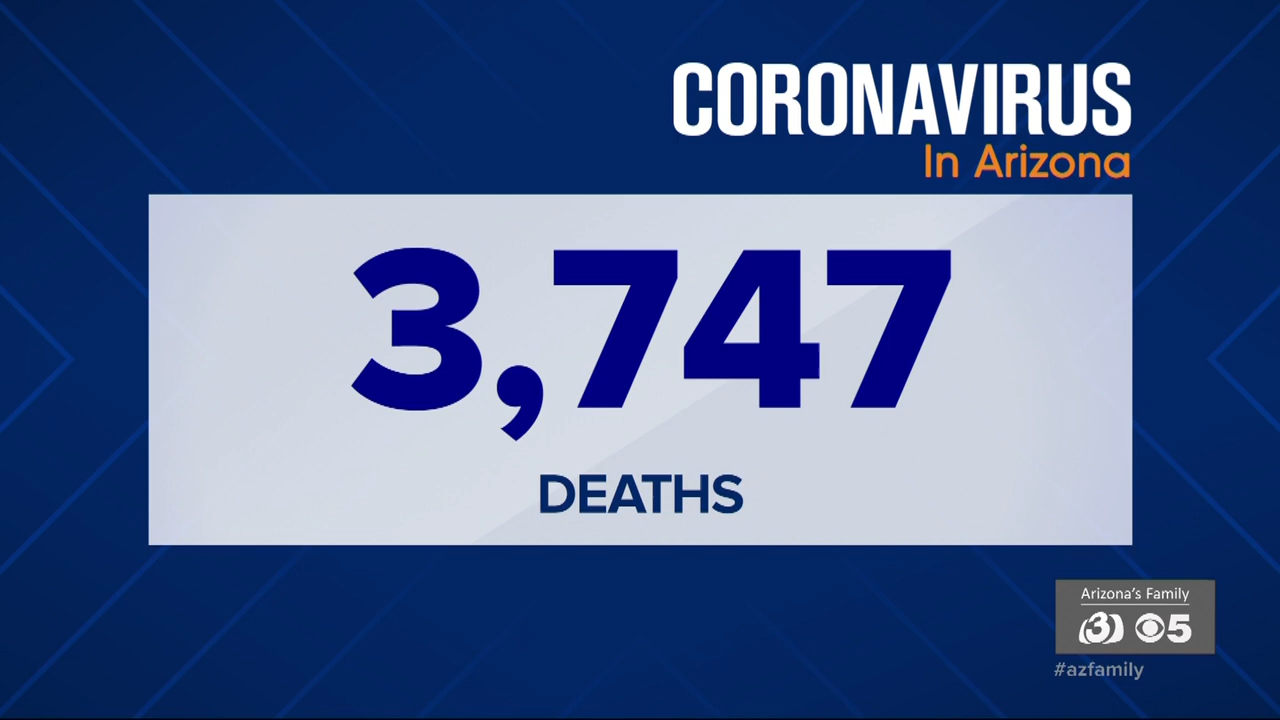 CORONAVIRUS
In Arizona
3,747
DEATHS
Arizona's Family
3 5
#azfamily